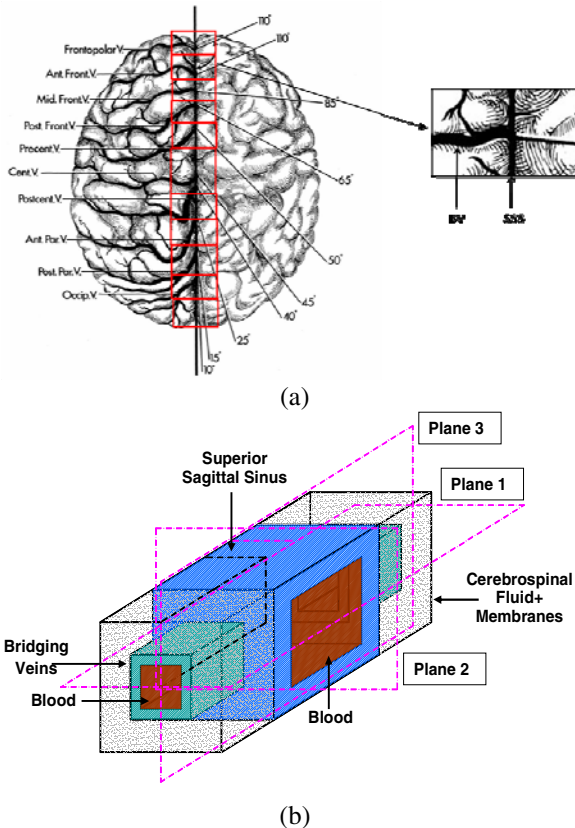 110°
110°
Frontopolar V.
Ant. Front. V.
Mid. Front. V.
85°
Post. Front V.
Precent. V.
Cent. V.
65°
Postcent. V.
Ant. Par. V.
50°
Post. Par. V.
45°
Occip. V.
40°
25°
15°
10°
SSS
(a)
Plane 3
Superior
Sagittal Sinus
Plane 1
Cerebrospinal
Fluid+
Membranes
Bridging
Veins
Plane 2
Blood
Blood
(b)